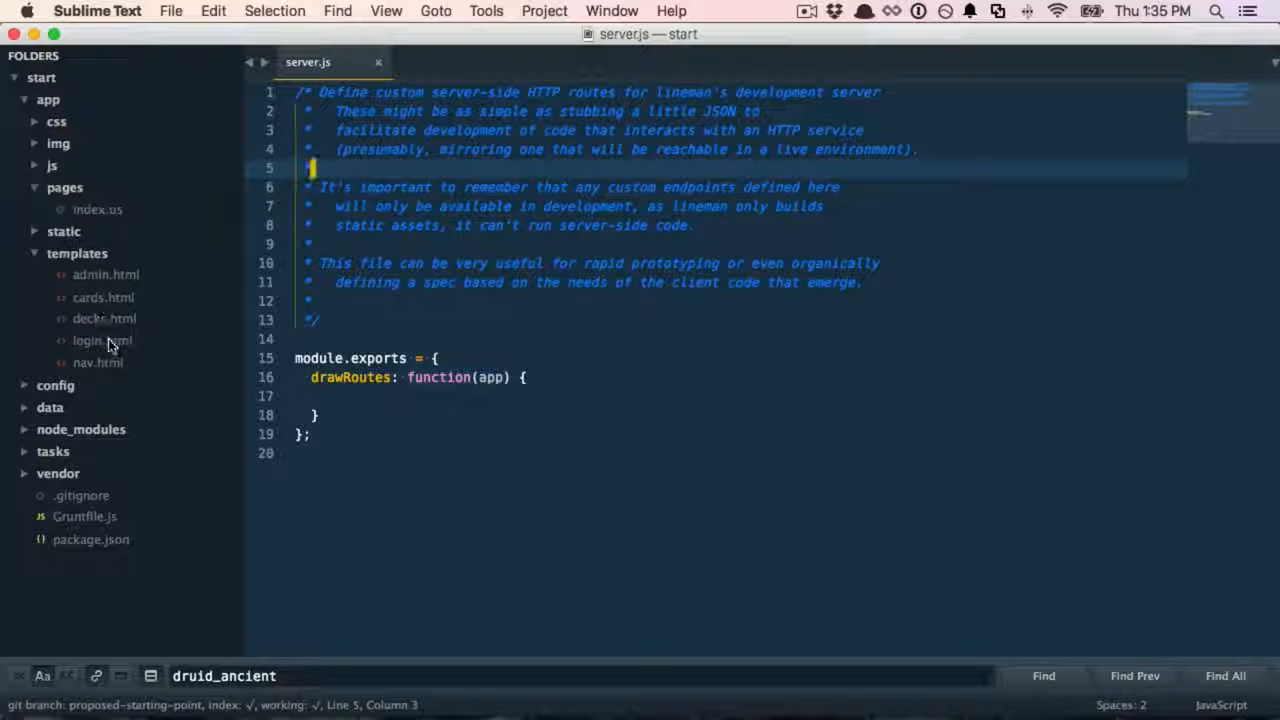 Sublime Text File Edit Selection Find View Goto Tools Project Window Help Thu 1:35 PM
server.js — start
FOLDERS
start
app
css
img
js
pages
index.us
static
templates
admin.html
cards.html
decks.html
login.html
nav.html
config
data
node_modules
tasks
vendor
.gitignore
JS Gruntfile.js
{} package.json
server.js ×
1 /* Define custom server-side HTTP routes for lineman's development server
2 * These might be as simple as stubbing a little JSON to
3 * facilitate development of code that interacts with an HTTP service
4 * (presumably, mirroring one that will be reachable in a live environment).
5 *
6 * It's important to remember that any custom endpoints defined here
7 * will only be available in development, as lineman only builds
8 * static assets, it can't run server-side code.
9 *
10 * This file can be very useful for rapid prototyping or even organically
11 * defining a spec based on the needs of the client code that emerge.
12 *
13 */
14
15 module.exports = {
16 drawRoutes: function(app) {
17
18 }
19 };
20
Aa druid_ancient Find Find Prev Find All
git branch: proposed-starting-point, index: √, working: √, Line 5, Column 3 Spaces: 2 JavaScript